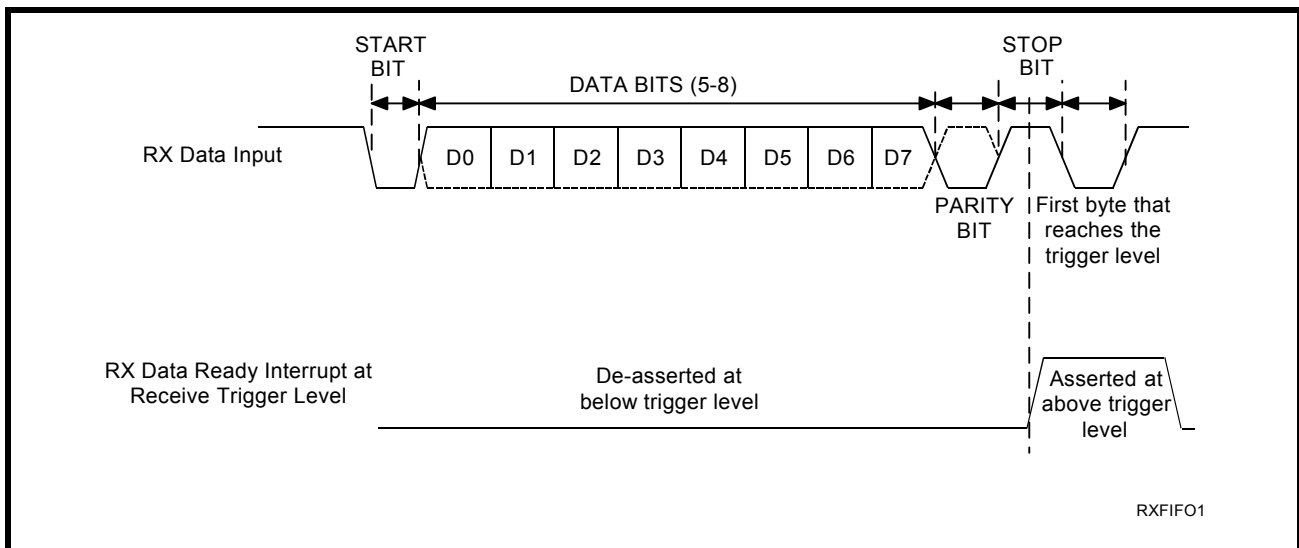 START
BIT
STOP
BIT
DATA BITS (5-8)
RX Data Input
D0 D1 D2 D3 D4 D5 D6 D7
PARITY
BIT
First byte that
reaches the
trigger level
RX Data Ready Interrupt at
Receive Trigger Level
De-asserted at
below trigger level
Asserted at
above trigger
level
RXFIFO1